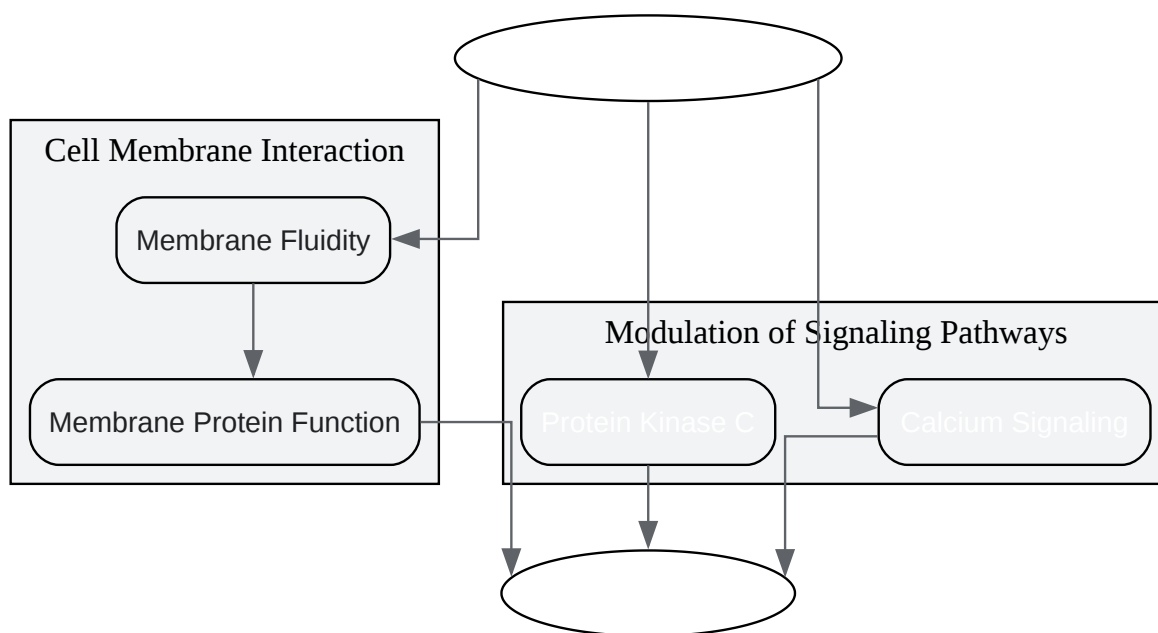 Cell Membrane Interaction
Membrane Fluidity
Modulation of Signaling Pathways
Membrane Protein Function
Protein Kinase C
Calcium Signaling